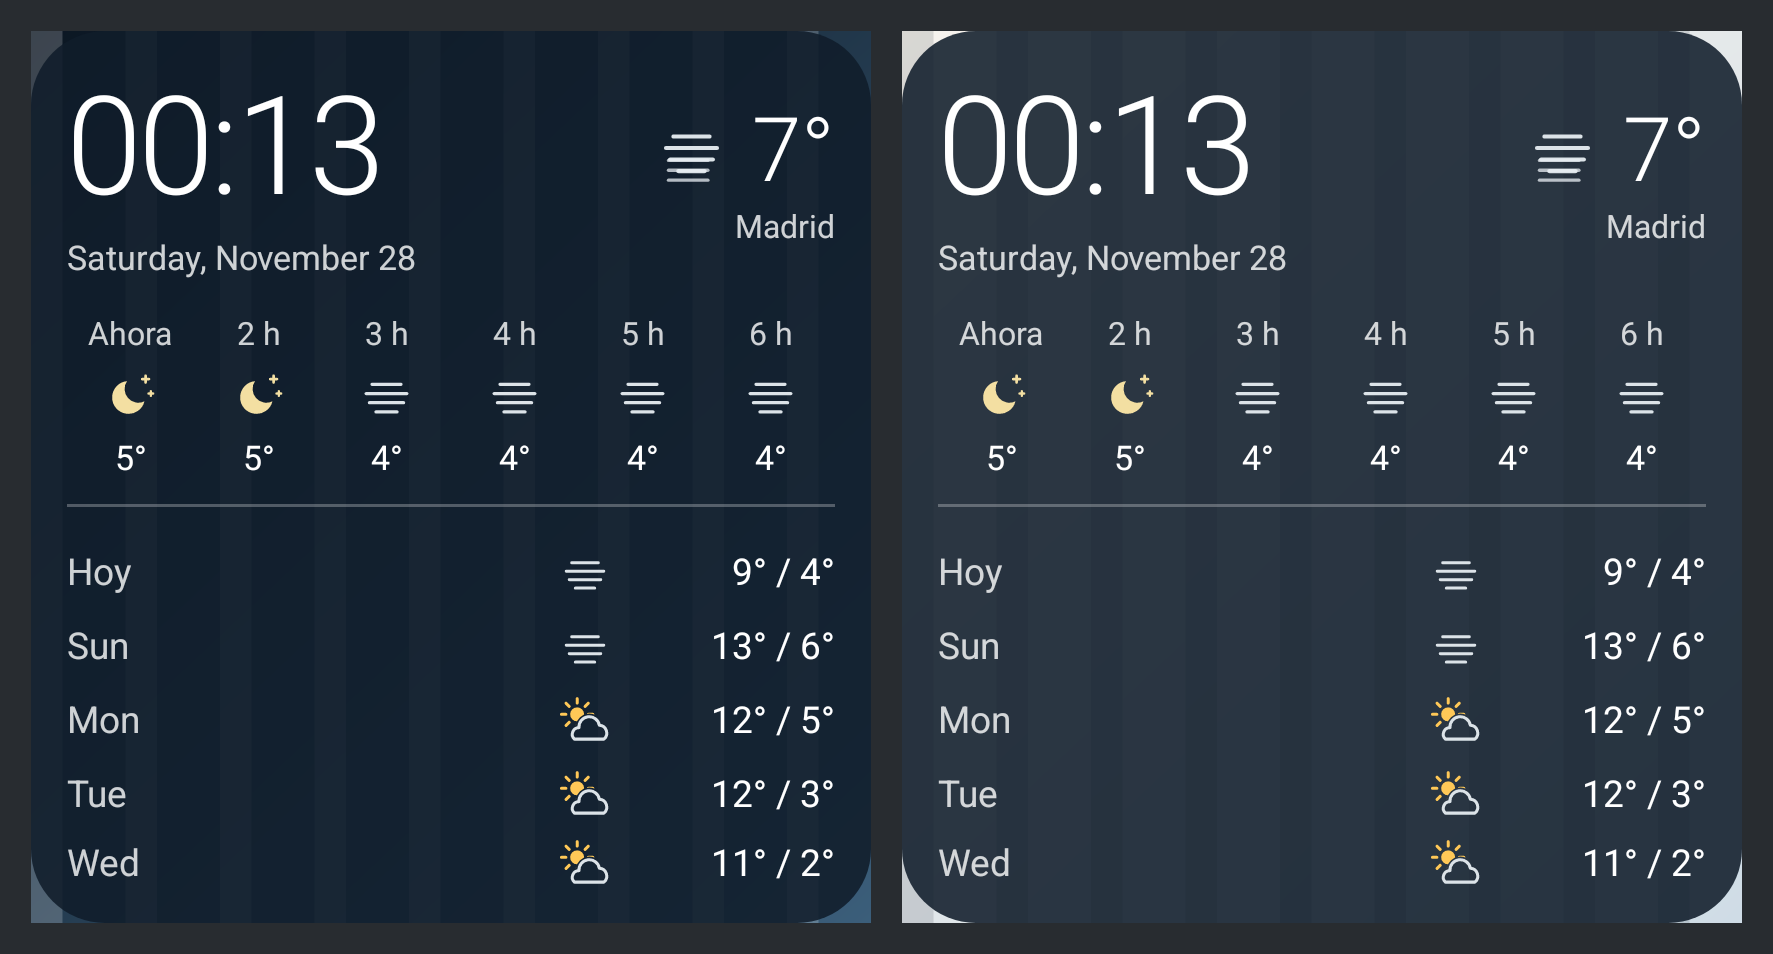 00:13
7°
Madrid
Saturday, November 28
Ahora 2 h 3 h 4 h 5 h 6 h
5° 5° 4° 4° 4° 4°
Hoy 9° / 4°
Sun 13° / 6°
Mon 12° / 5°
Tue 12° / 3°
Wed 11° / 2°
00:13
7°
Madrid
Saturday, November 28
Ahora 2 h 3 h 4 h 5 h 6 h
5° 5° 4° 4° 4° 4°
Hoy 9° / 4°
Sun 13° / 6°
Mon 12° / 5°
Tue 12° / 3°
Wed 11° / 2°